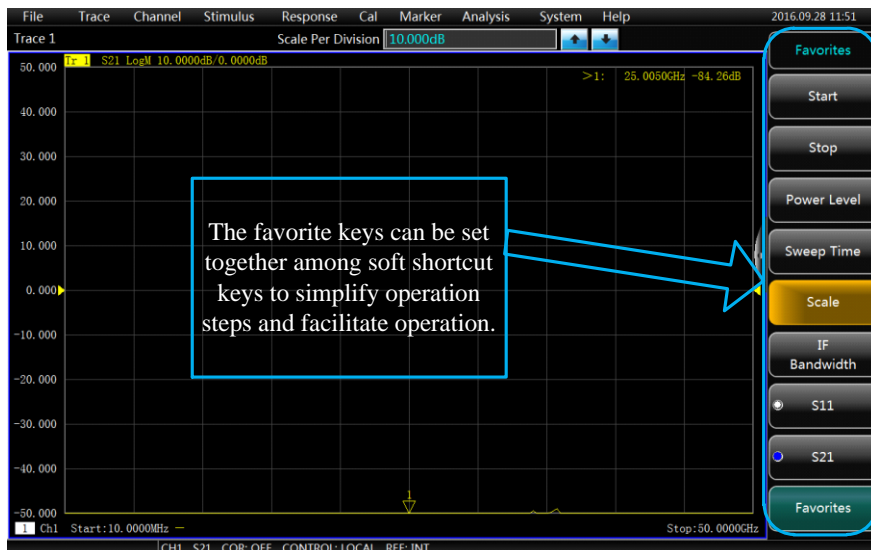 File Trace Channel Stimulus Response Cal Marker Analysis System Help 2016.09.28 11:51
Trace 1 Scale Per Division 10.000dB
Tr 1 S21 LogM 10.0000dB/0.0000dB
>1: 25.0050GHz -84.26dB
50.000
40.000
30.000
20.000
10.000
0.000
-10.000
-20.000
-30.000
-40.000
-50.000
The favorite keys can be set
together among soft shortcut
keys to simplify operation
steps and facilitate operation.
1
1 Ch1 Start:10.0000MHz — Stop:50.0000GHz
CH1 S21 COR: OFF CONTROL: LOCAL REF: INT
Favorites
Start
Stop
Power Level
Sweep Time
Scale
IF
Bandwidth
S11
S21
Favorites